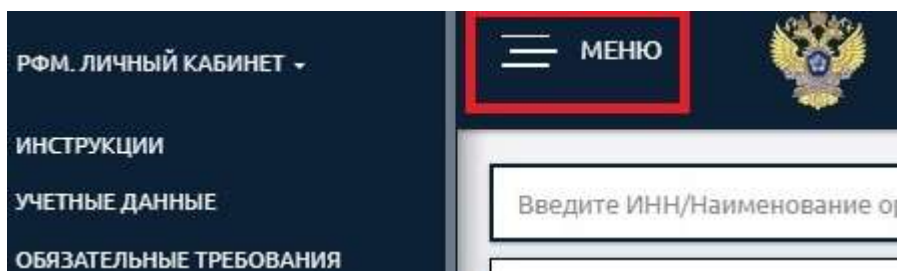 РФМ. ЛИЧНЫЙ КАБИНЕТ
ИНСТРУКЦИИ
УЧЕТНЫЕ ДАННЫЕ
ОБЯЗАТЕЛЬНЫЕ ТРЕБОВАНИЯ
МЕНЮ
Введите ИНН/Наименование ор